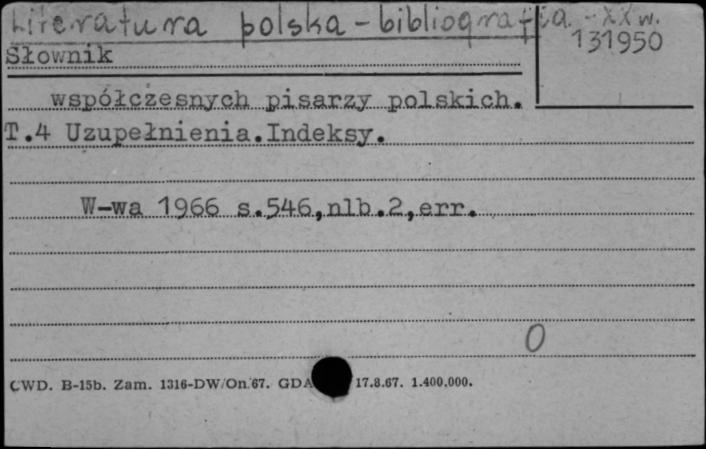 Literatura polska - bibliografia - XX w.
131950
Słownik
współczesnych pisarzy polskich.
T.4 Uzupełnienia.Indeksy.
W-wa 1966 s.546,nlb.2,err.
0
CWD. B-15b. Zam. 1316-DW/On.67. GDA 17.8.67. 1.400.000.